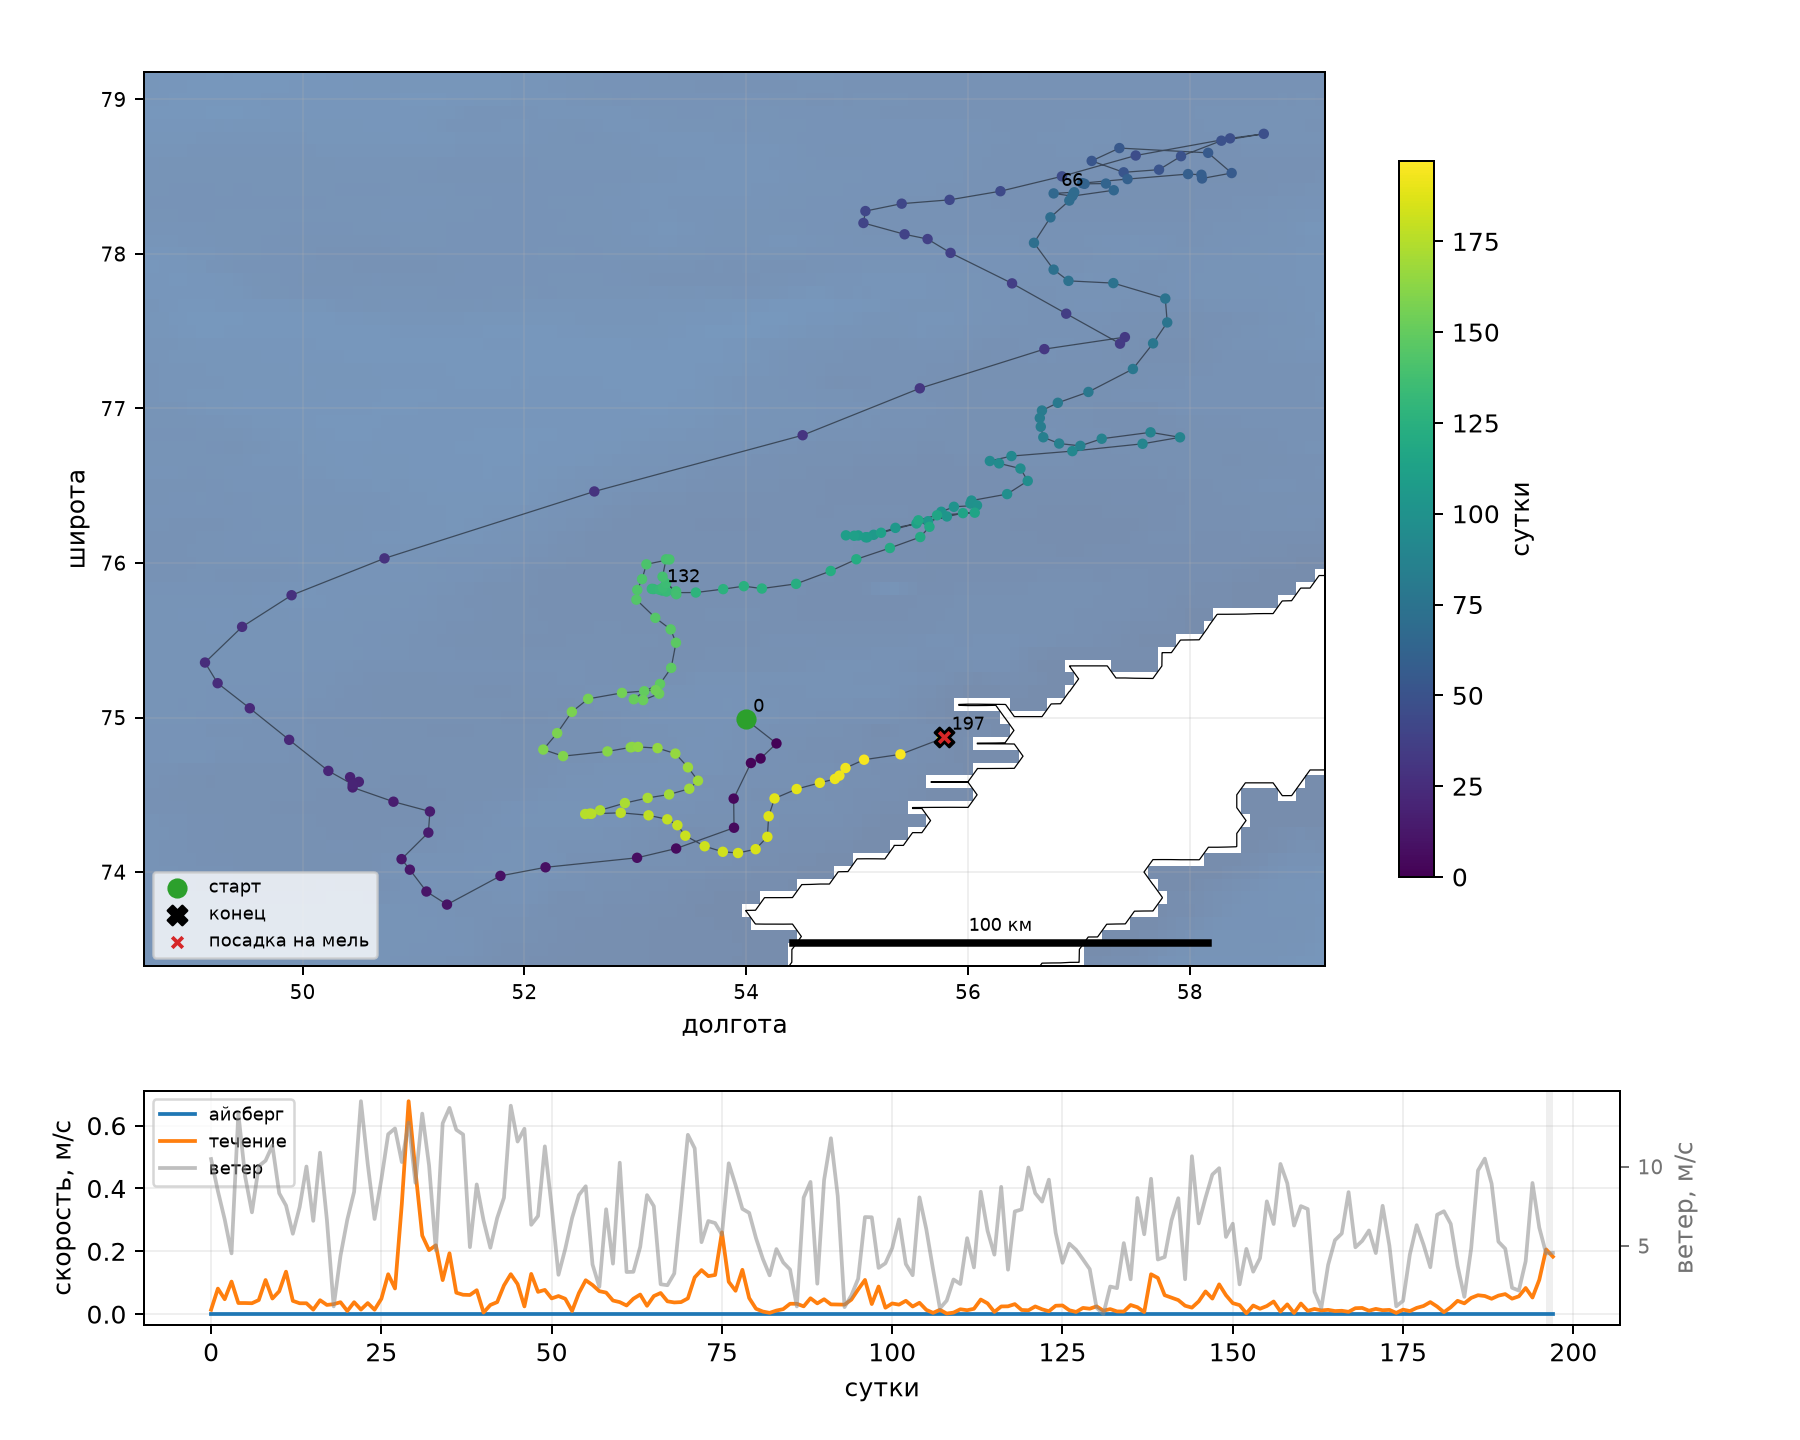 79
78
77
76
75
74
широта
66
132
0
197
старт
конец
посадка на мель
100 км
50
52
54
56
58
долгота
175
150
125
100
75
50
25
0
сутки
0.6
0.4
0.2
0.0
скорость, м/с
айсберг
течение
ветер
10
5
ветер, м/с
0
25
50
75
100
125
150
175
200
сутки